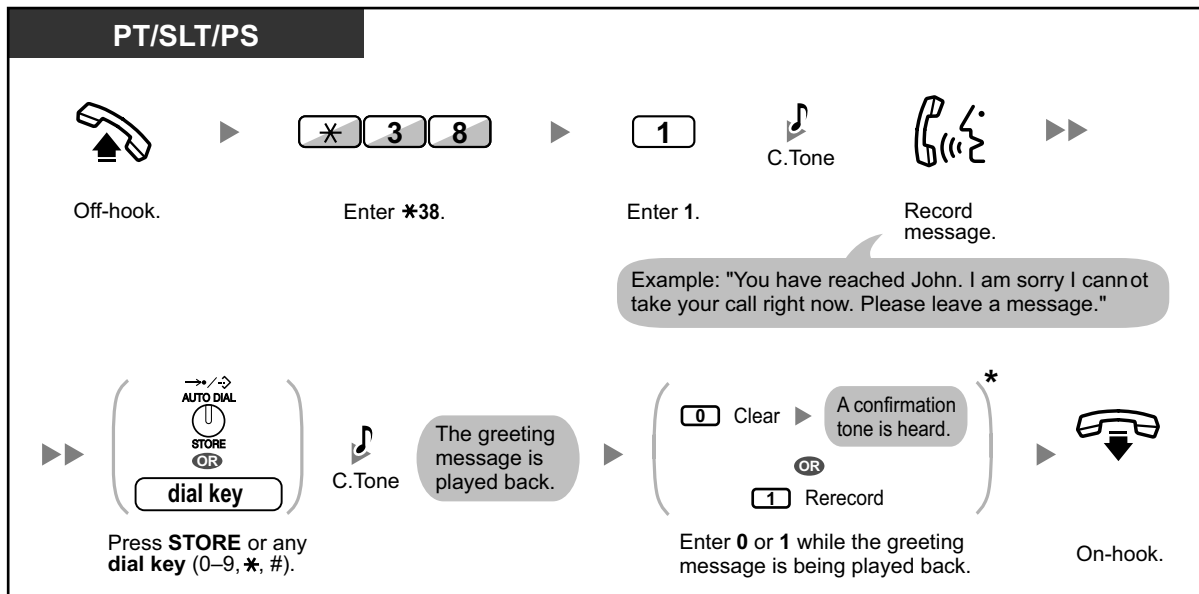 PT/SLT/PS
✳ 3 8
1
C.Tone
Off-hook.
Enter ✳38.
Enter 1.
Record
message.
Example: "You have reached John. I am sorry I cannot
take your call right now. Please leave a message."
AUTO DIAL
STORE
OR
dial key
C.Tone
The greeting
message is
played back.
*
0 Clear
A confirmation
tone is heard.
OR
1 Rerecord
Press STORE or any
dial key (0–9, ✳, #).
Enter 0 or 1 while the greeting
message is being played back.
On-hook.